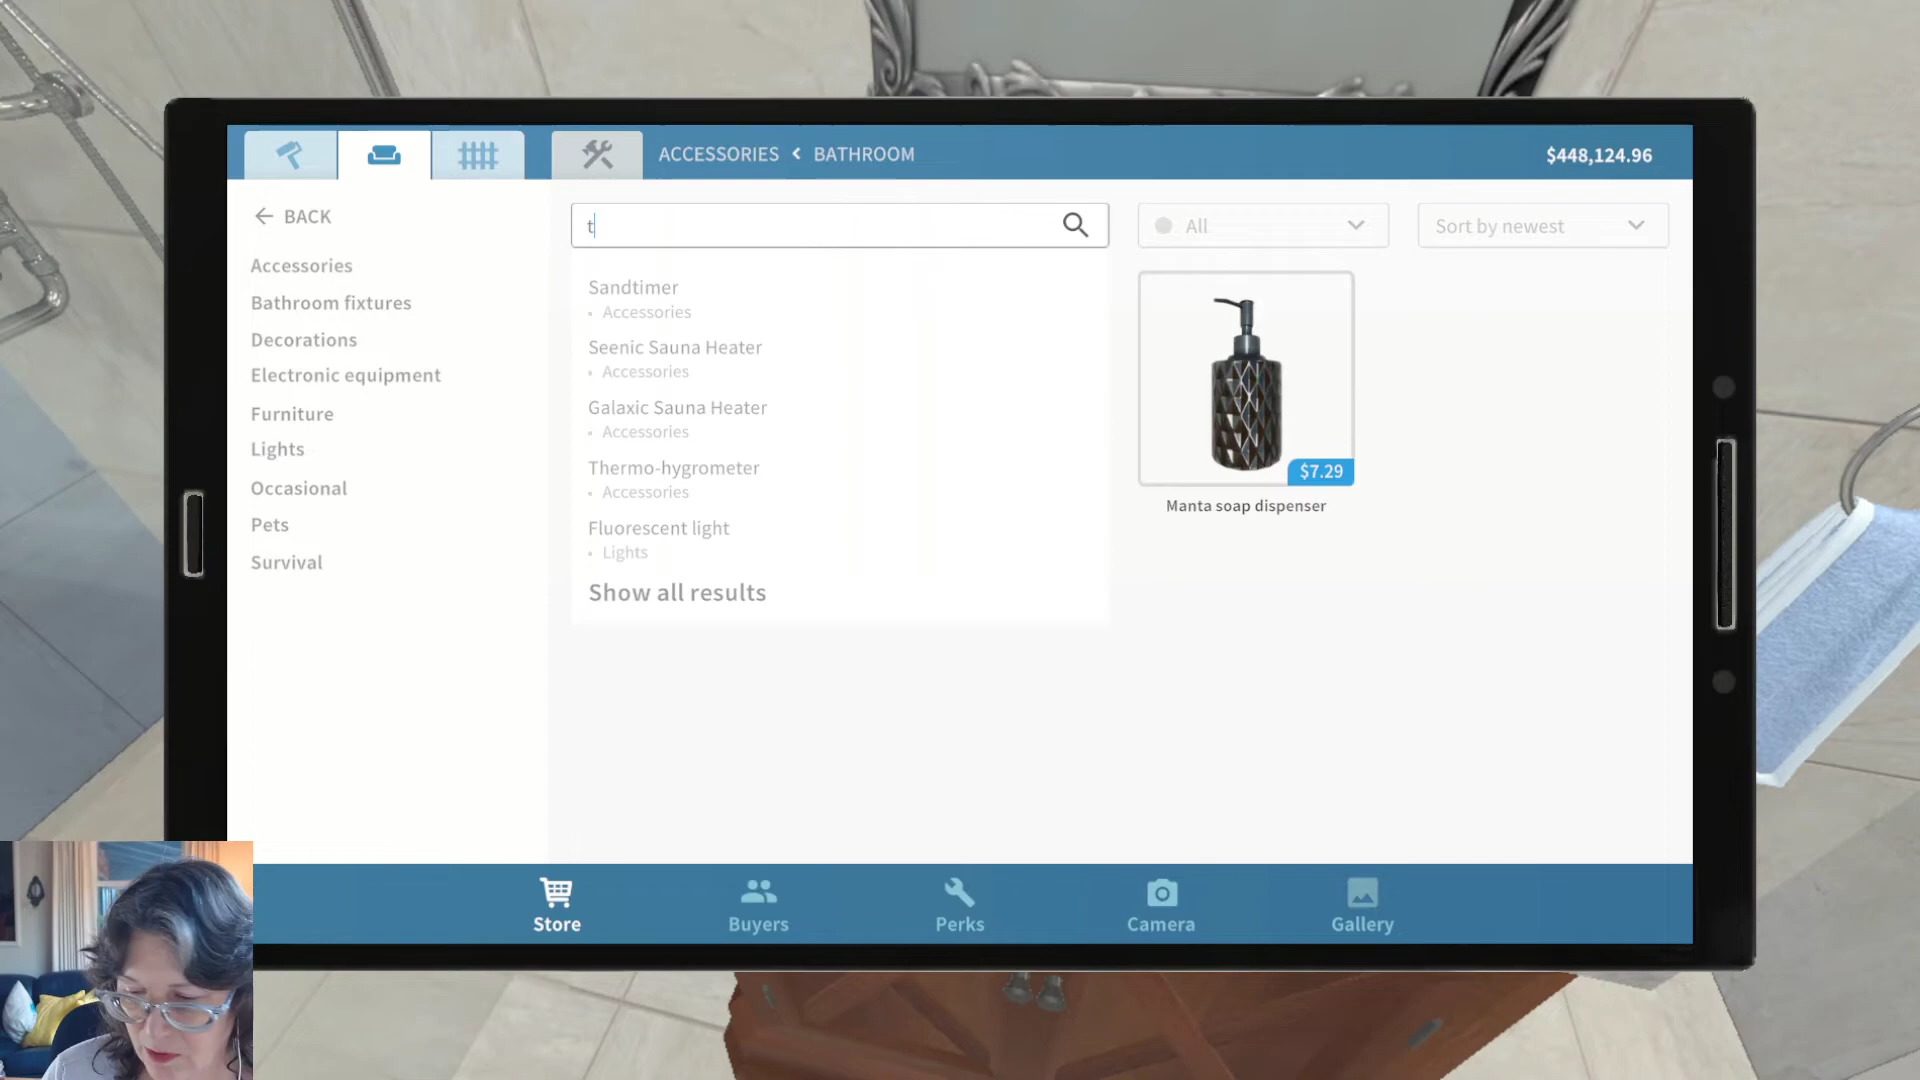 ACCESSORIES < BATHROOM
$448,124.96
BACK
Accessories
Bathroom fixtures
Decorations
Electronic equipment
Furniture
Lights
Occasional
Pets
Survival
t
All
Sort by newest
Sandtimer
• Accessories
Seenic Sauna Heater
• Accessories
Galaxic Sauna Heater
• Accessories
Thermo-hygrometer
• Accessories
Fluorescent light
• Lights
Show all results
$7.29
Manta soap dispenser
Store
Buyers
Perks
Camera
Gallery